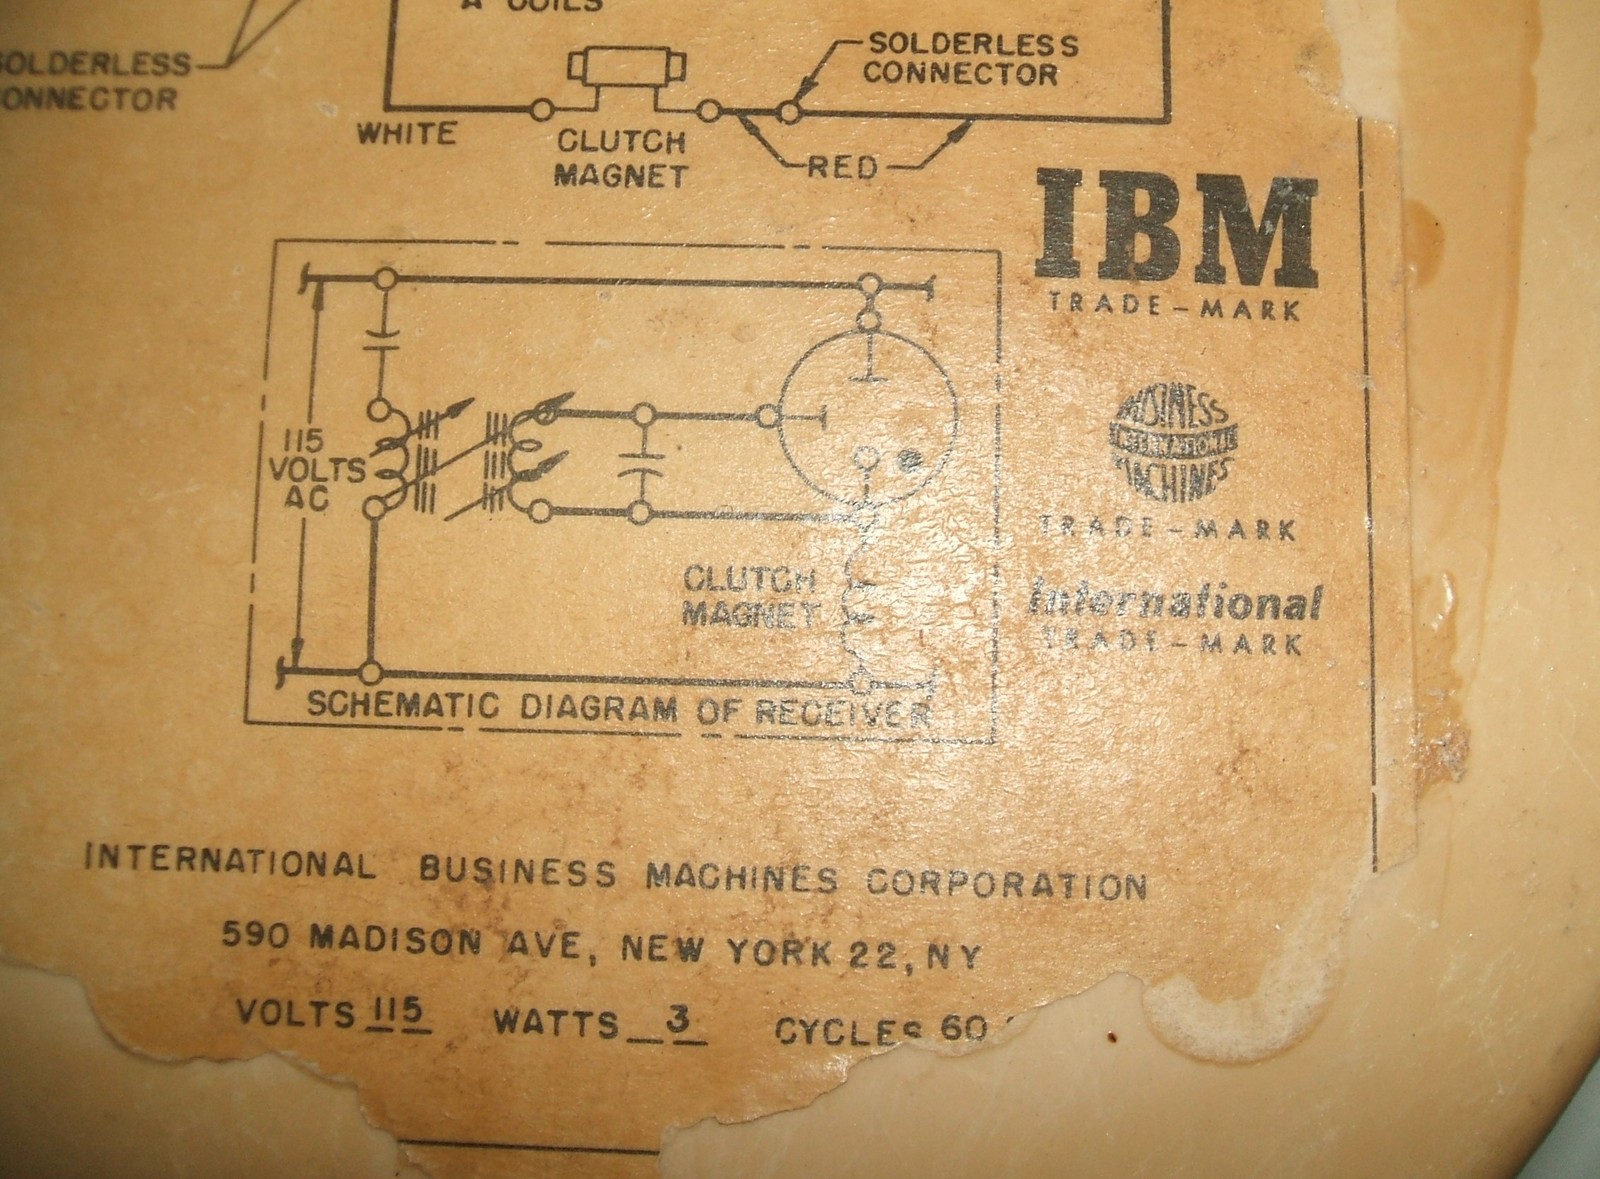 A COILS
SOLDERLESS
CONNECTOR
SOLDERLESS
CONNECTOR
WHITE
CLUTCH
MAGNET
RED
IBM
TRADE-MARK
115
VOLTS
AC
BUSINESS
MACHINES
TRADE-MARK
CLUTCH
MAGNET
International
TRADE-MARK
SCHEMATIC DIAGRAM OF RECEIVER
INTERNATIONAL BUSINESS MACHINES CORPORATION
590 MADISON AVE, NEW YORK 22, NY
VOLTS 115 WATTS 3 CYCLES 60